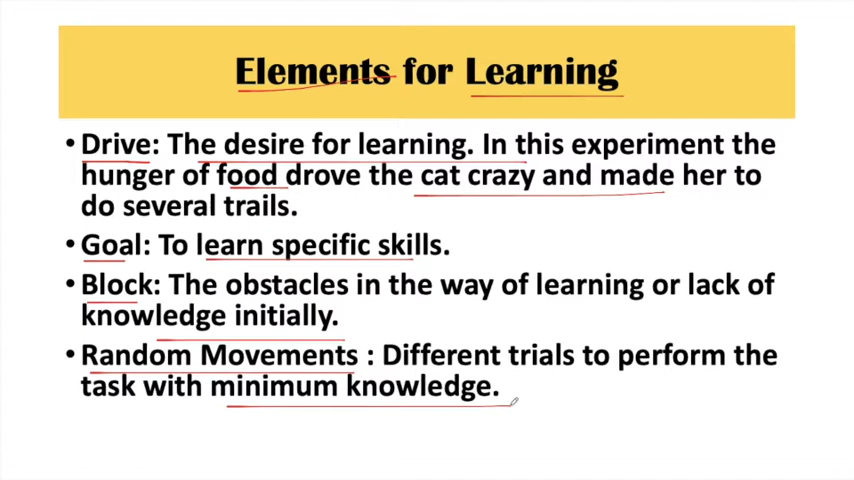 Elements for Learning
• Drive: The desire for learning. In this experiment the
hunger of food drove the cat crazy and made her to
do several trails.
• Goal: To learn specific skills.
• Block: The obstacles in the way of learning or lack of
knowledge initially.
• Random Movements : Different trials to perform the
task with minimum knowledge.